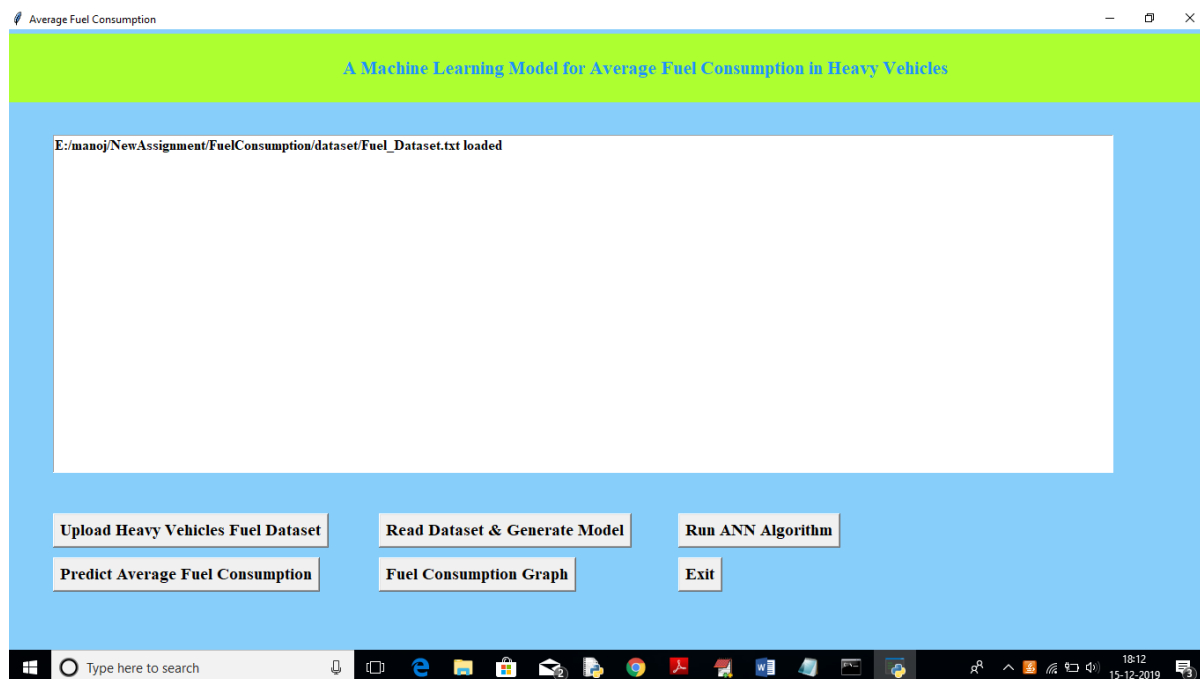 Average Fuel Consumption
A Machine Learning Model for Average Fuel Consumption in Heavy Vehicles
E:/manoj/NewAssignment/FuelConsumption/dataset/Fuel_Dataset.txt loaded
Upload Heavy Vehicles Fuel Dataset
Read Dataset & Generate Model
Run ANN Algorithm
Predict Average Fuel Consumption
Fuel Consumption Graph
Exit
Type here to search
18:12
15-12-2019